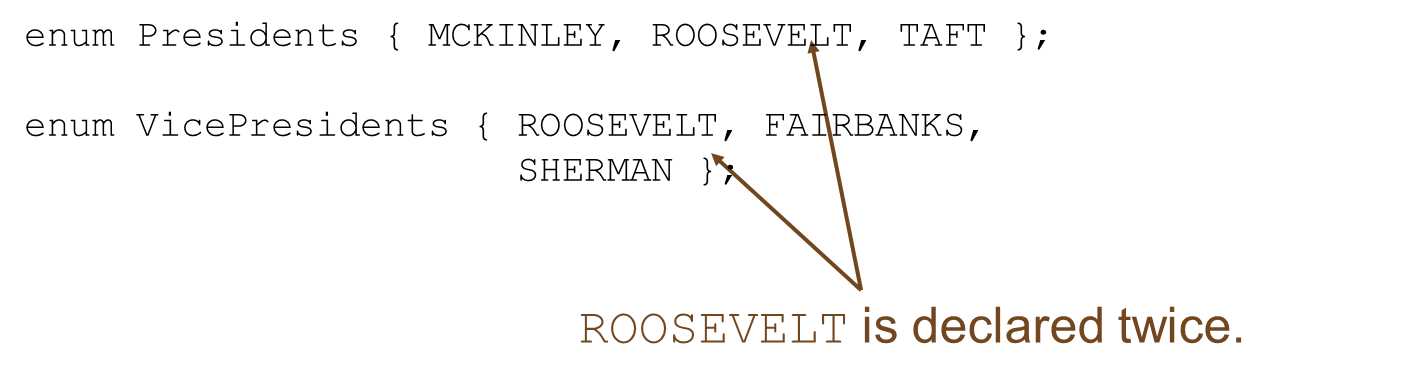 enum Presidents { MCKINLEY, ROOSEVELT, TAFT };
enum VicePresidents { ROOSEVELT, FAIRBANKS,
SHERMAN };
ROOSEVELT is declared twice.